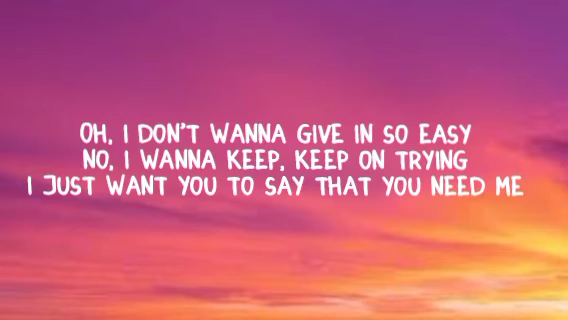 OH, I DON'T WANNA GIVE IN SO EASY
NO, I WANNA KEEP, KEEP ON TRYING
I JUST WANT YOU TO SAY THAT YOU NEED ME